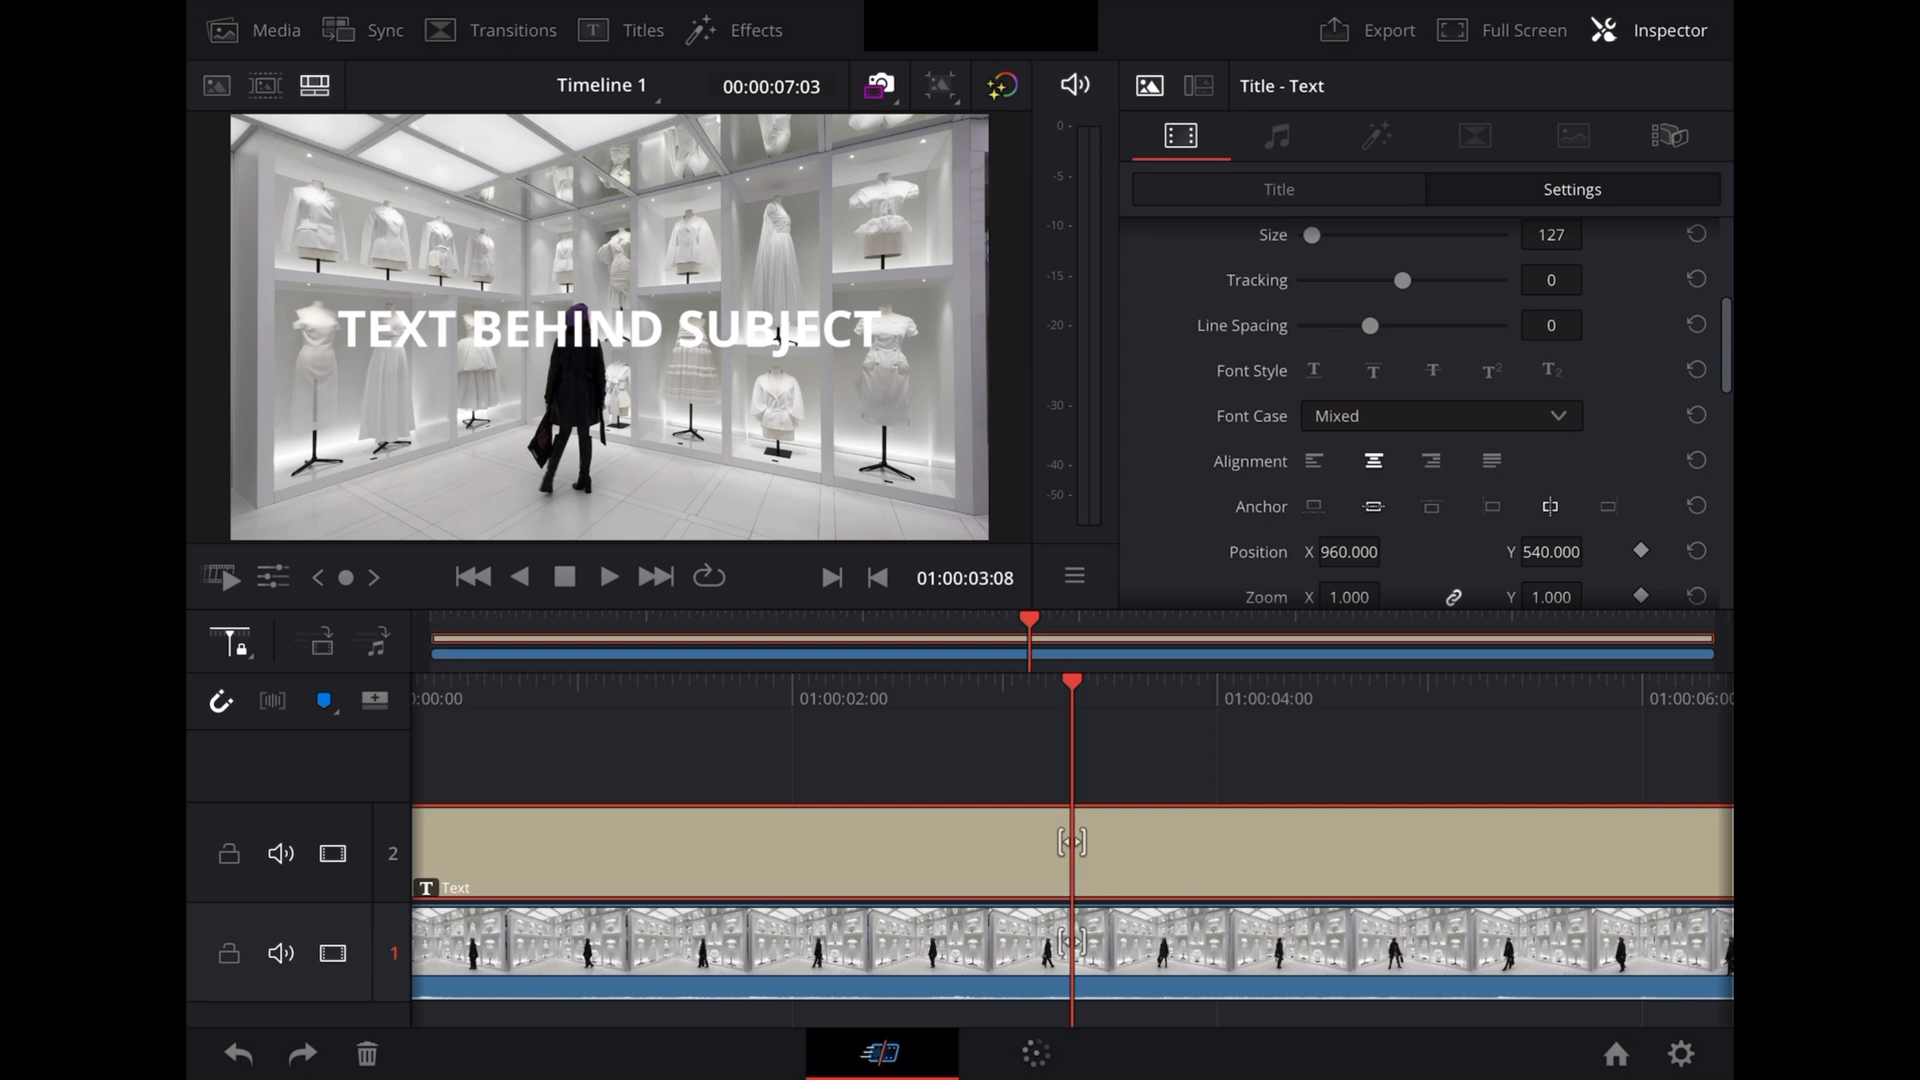 Media Sync Transitions Titles Effects Export Full Screen Inspector
Timeline 1 00:00:07:03 Title - Text
Title Settings
0 -5 -10 -15 -20 -30 -40 -50
Size 127
Tracking 0
Line Spacing 0
Font Style T T T T2 T2
Font Case Mixed
Alignment
Anchor
Position X 960.000 Y 540.000
Zoom X 1.000 Y 1.000
TEXT BEHIND SUBJECT
01:00:03:08
0:00:00 01:00:02:00 01:00:04:00 01:00:06:00
2
T Text
1